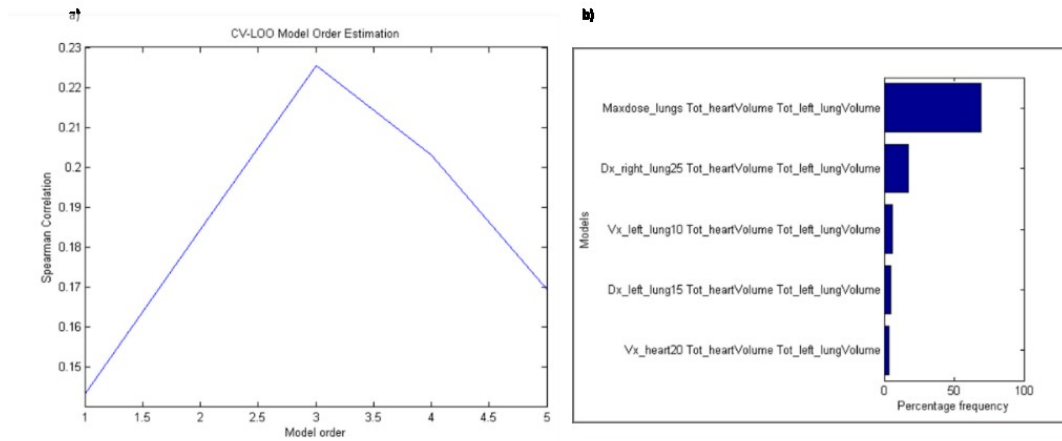 a)
CV-LOO Model Order Estimation
0.23
0.22
0.21
0.2
0.19
0.18
0.17
0.16
0.15
Spearman Correlation
1
1.5
2
2.5
3
3.5
4
4.5
5
Model order
b)
Models
Maxdose_lungs Tot_heartVolume Tot_left_lungVolume
Dx_right_lung25 Tot_heartVolume Tot_left_lungVolume
Vx_left_lung10 Tot_heartVolume Tot_left_lungVolume
Dx_left_lung15 Tot_heartVolume Tot_left_lungVolume
Vx_heart20 Tot_heartVolume Tot_left_lungVolume
0
50
100
Percentage frequency